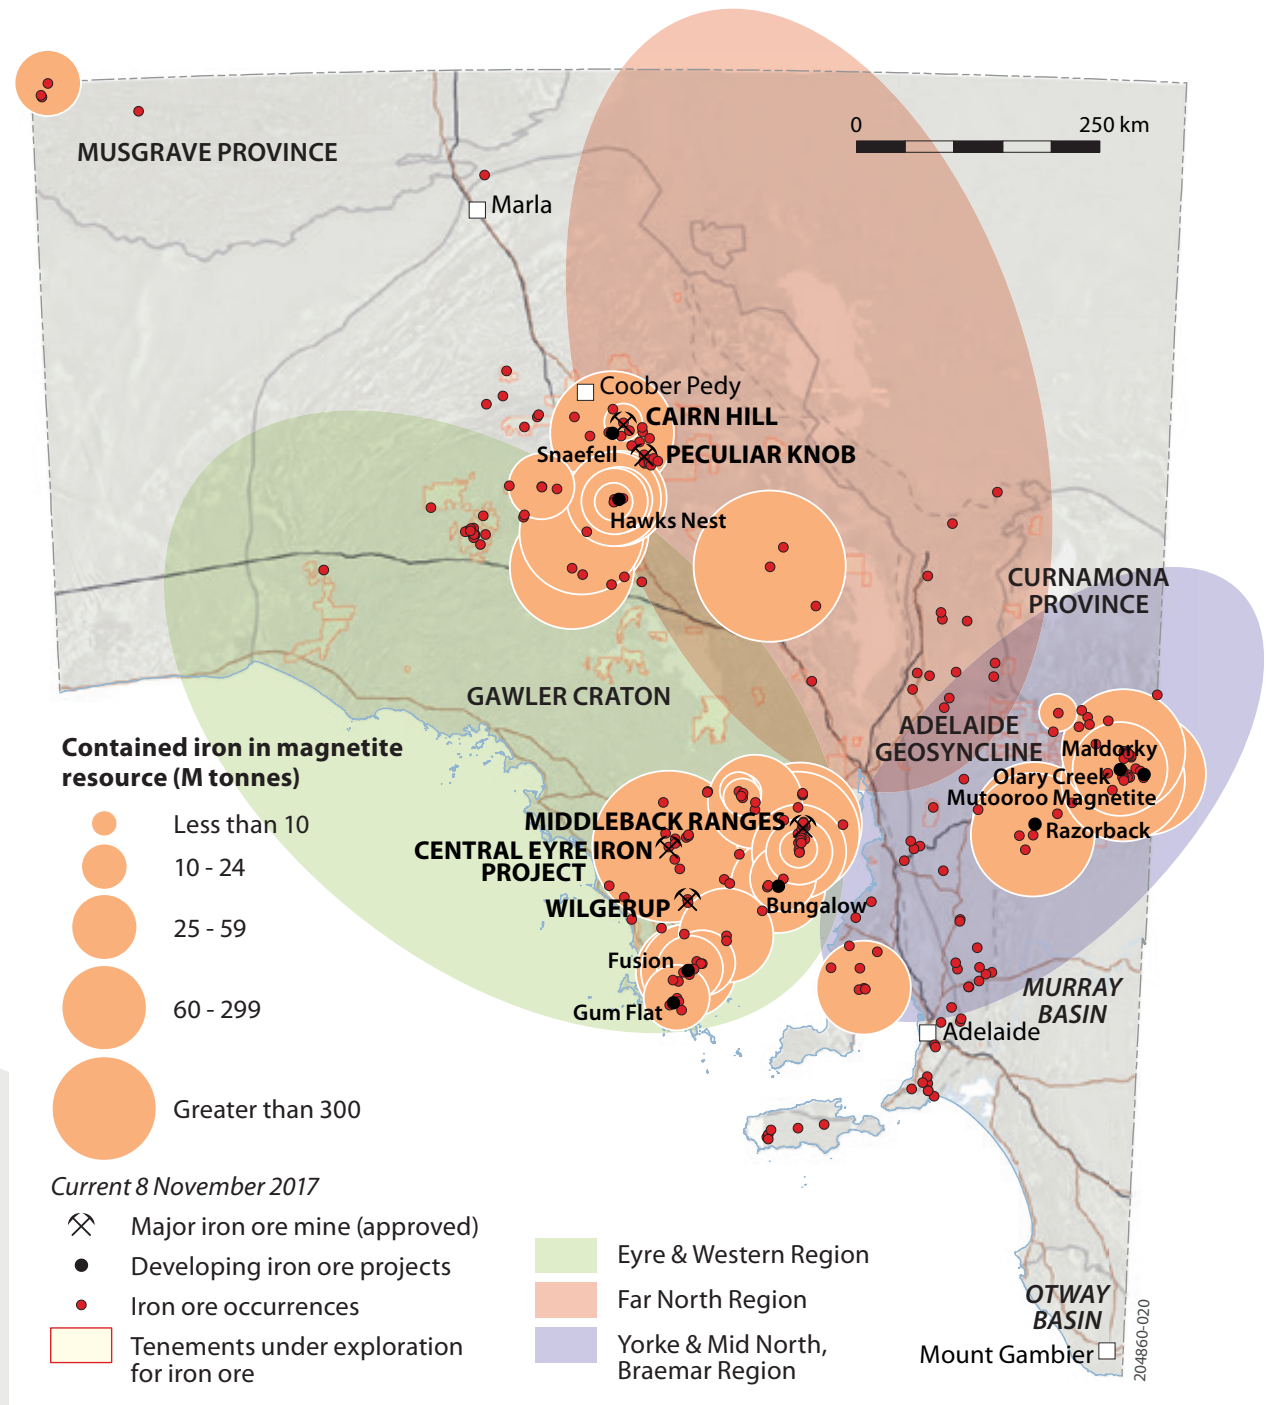 0
250 km
MUSGRAVE PROVINCE
Marla
Coober Pedy
CAIRN HILL
Snaefell
PECULIAR KNOB
Hawks Nest
CURNAMONA
PROVINCE
GAWLER CRATON
ADELAIDE
GEOSYNCLINE
Maldorky
Olary Creek
Mutooroo Magnetite
Razorback
MIDDLEBACK RANGES
CENTRAL EYRE IRON
PROJECT
WILGERUP
Bungalow
Fusion
Gum Flat
MURRAY
BASIN
Adelaide
OTWAY
BASIN
Mount Gambier
204860-020
Contained iron in magnetite
resource (M tonnes)
Less than 10
10 - 24
25 - 59
60 - 299
Greater than 300
Current 8 November 2017
Major iron ore mine (approved)
Developing iron ore projects
Iron ore occurrences
Tenements under exploration
for iron ore
Eyre & Western Region
Far North Region
Yorke & Mid North,
Braemar Region